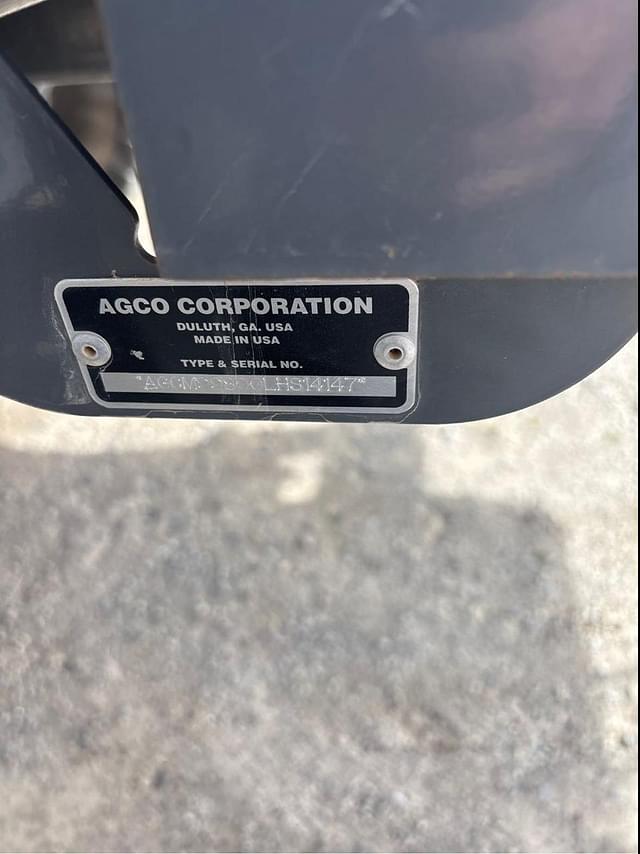 AGCO CORPORATION
DULUTH, GA. USA
MADE IN USA
TYPE & SERIAL NO.